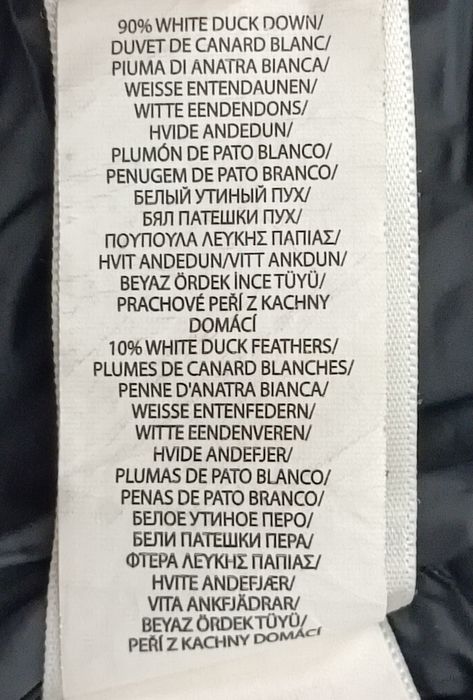 90% WHITE DUCK DOWN/
DUVET DE CANARD BLANC/
PIUMA DI ANATRA BIANCA/
WEISSE ENTENDAUNEN/
WITTE EENDENDONS/
HVIDE ANDEDUN/
PLUMÓN DE PATO BLANCO/
PENUGEM DE PATO BRANCO/
БЕЛЫЙ УТИНЫЙ ПУХ/
БЯЛ ПАТЕШКИ ПУХ/
ΠΟΥΠΟΥΛΑ ΛΕΥΚΗΣ ΠΑΠΙΑΣ/
HVIT ANDEDUN/VITT ANKDUN/
BEYAZ ÖRDEK İNCE TÜYÜ/
PRACHOVÉ PEŘÍ Z KACHNY
DOMÁCÍ
10% WHITE DUCK FEATHERS/
PLUMES DE CANARD BLANCHES/
PENNE D'ANATRA BIANCA/
WEISSE ENTENFEDERN/
WITTE EENDENVEREN/
HVIDE ANDEFJER/
PLUMAS DE PATO BLANCO/
PENAS DE PATO BRANCO/
БЕЛОЕ УТИНОЕ ПЕРО/
БЕЛИ ПАТЕШКИ ПЕРА/
ΦΤΕΡΑ ΛΕΥΚΗΣ ΠΑΠΙΑΣ/
HVITE ANDEFJÆR/
VITA ANKFJÄDRAR/
BEYAZ ÖRDEK TÜYÜ/
PEŘÍ Z KACHNY DOMÁCÍ